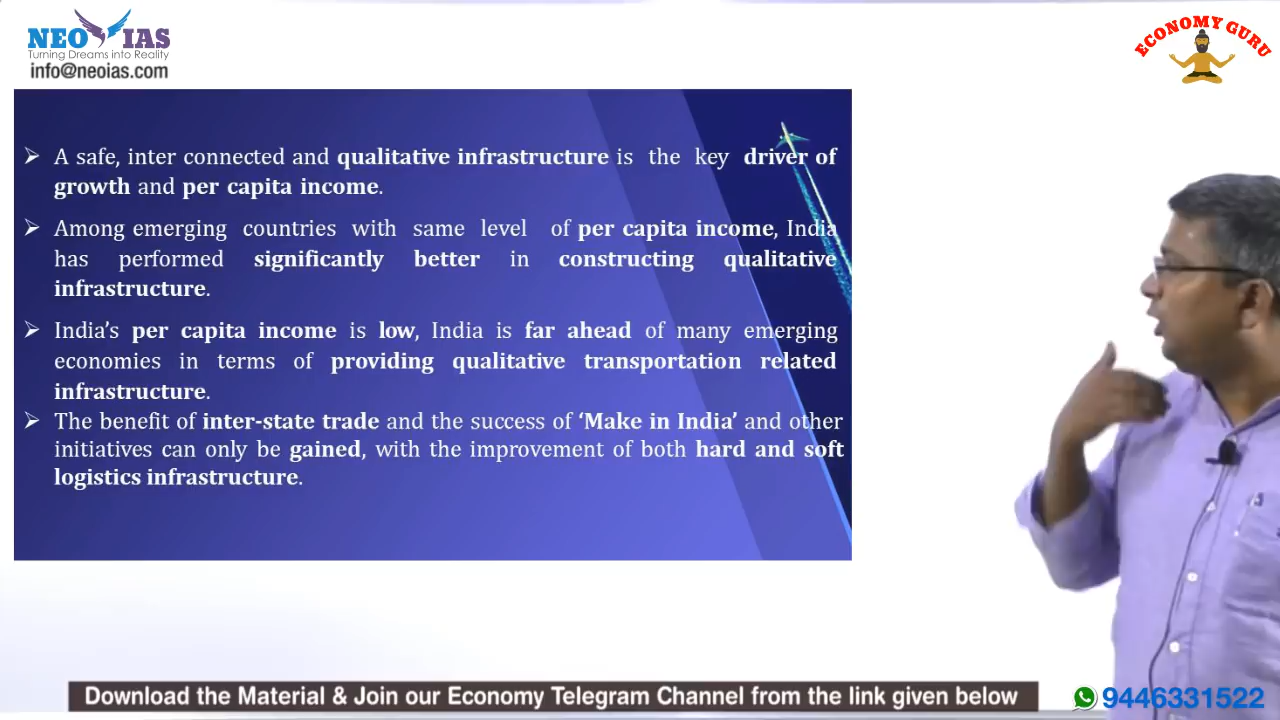 NEO IAS
Turning Dreams into Reality
info@neoias.com
ECONOMY GURU
A safe, inter connected and qualitative infrastructure is the key driver of
growth and per capita income.
Among emerging countries with same level of per capita income, India
has performed significantly better in constructing qualitative
infrastructure.
India's per capita income is low, India is far ahead of many emerging
economies in terms of providing qualitative transportation related
infrastructure.
The benefit of inter-state trade and the success of ‘Make in India’ and other
initiatives can only be gained, with the improvement of both hard and soft
logistics infrastructure.
Download the Material & Join our Economy Telegram Channel from the link given below
9446331522